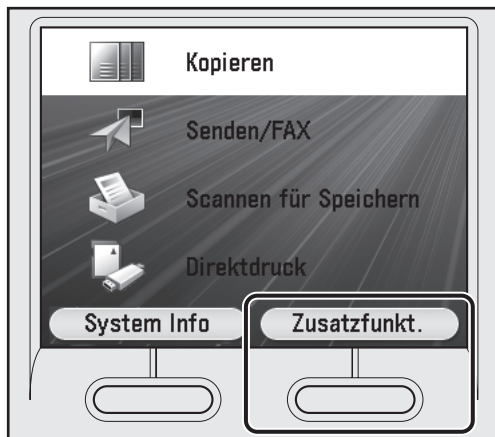 Kopieren
Senden/FAX
Scannen für Speichern
Direktdruck
System Info
Zusatzfunkt.